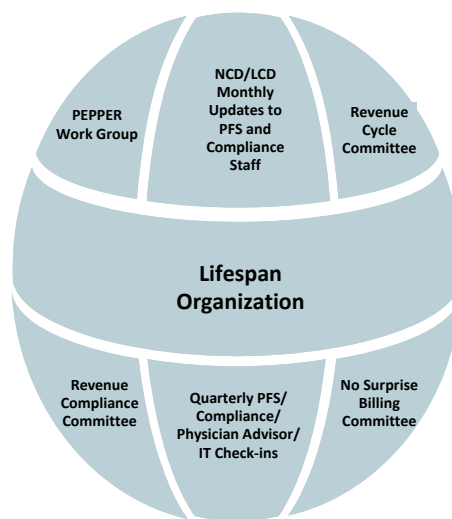 PEPPER
Work Group
NCD/LCD
Monthly
Updates to
PFS and
Compliance
Staff
Revenue
Cycle
Committee
Lifespan
Organization
Revenue
Compliance
Committee
Quarterly PFS/
Compliance/
Physician Advisor/
IT Check-ins
No Surprise
Billing
Committee